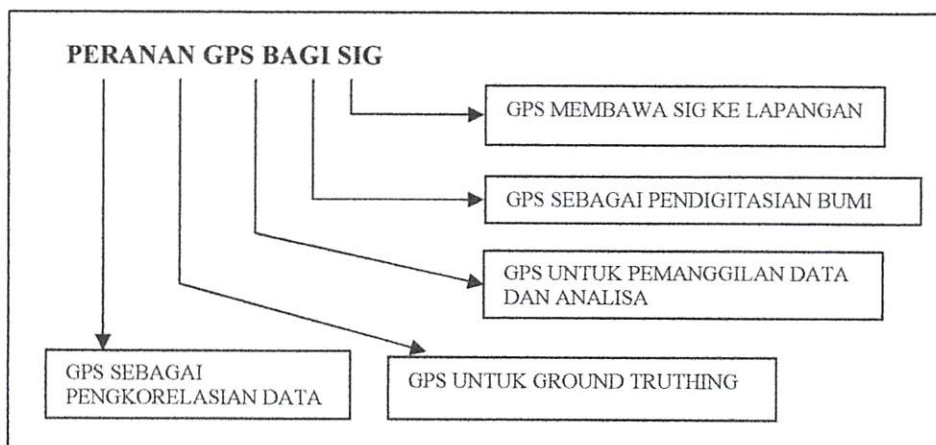 PERANAN GPS BAGI SIG
GPS MEMBAWA SIG KE LAPANGAN
GPS SEBAGAI PENDIGITASIAN BUMI
GPS UNTUK PEMANGGILAN DATA
DAN ANALISA
GPS SEBAGAI
PENGKORELASIAN DATA
GPS UNTUK GROUND TRUTHING